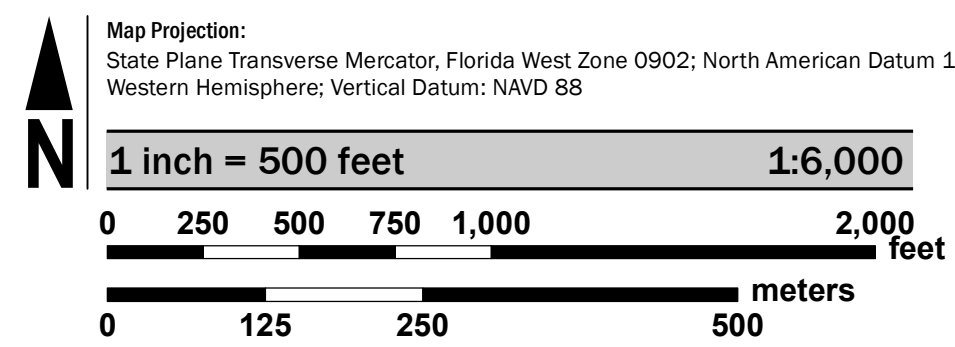 Map Projection:
State Plane Transverse Mercator, Florida West Zone 0902; North American Datum 1
Western Hemisphere; Vertical Datum: NAVD 88
N
1 inch = 500 feet 1:6,000
0 250 500 750 1,000 2,000
feet
meters
0 125 250 500